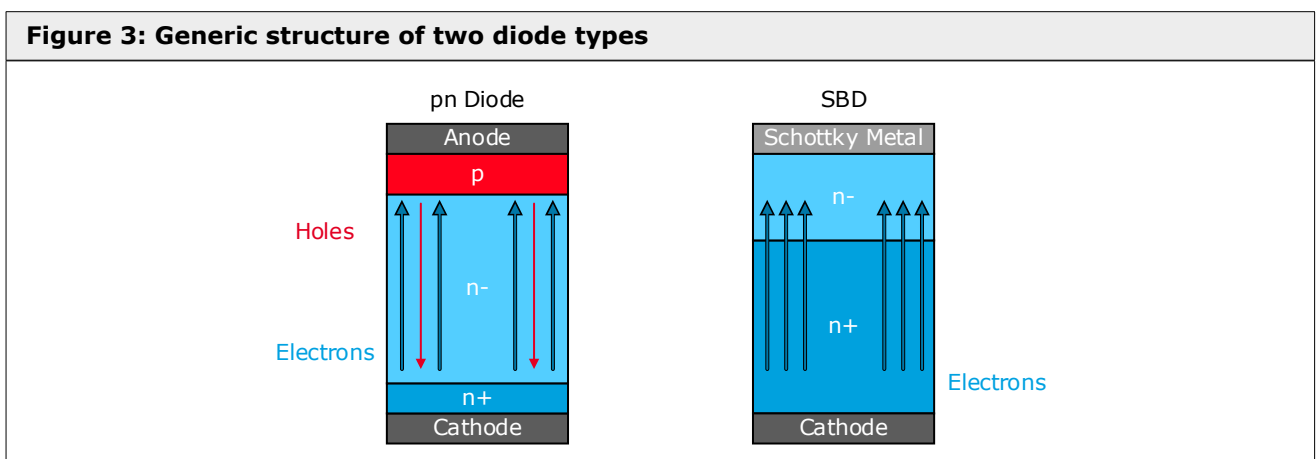 Figure 3: Generic structure of two diode types
pn Diode
Anode
p
Holes
n-
Electrons
n+
Cathode
SBD
Schottky Metal
n-
n+
Electrons
Cathode